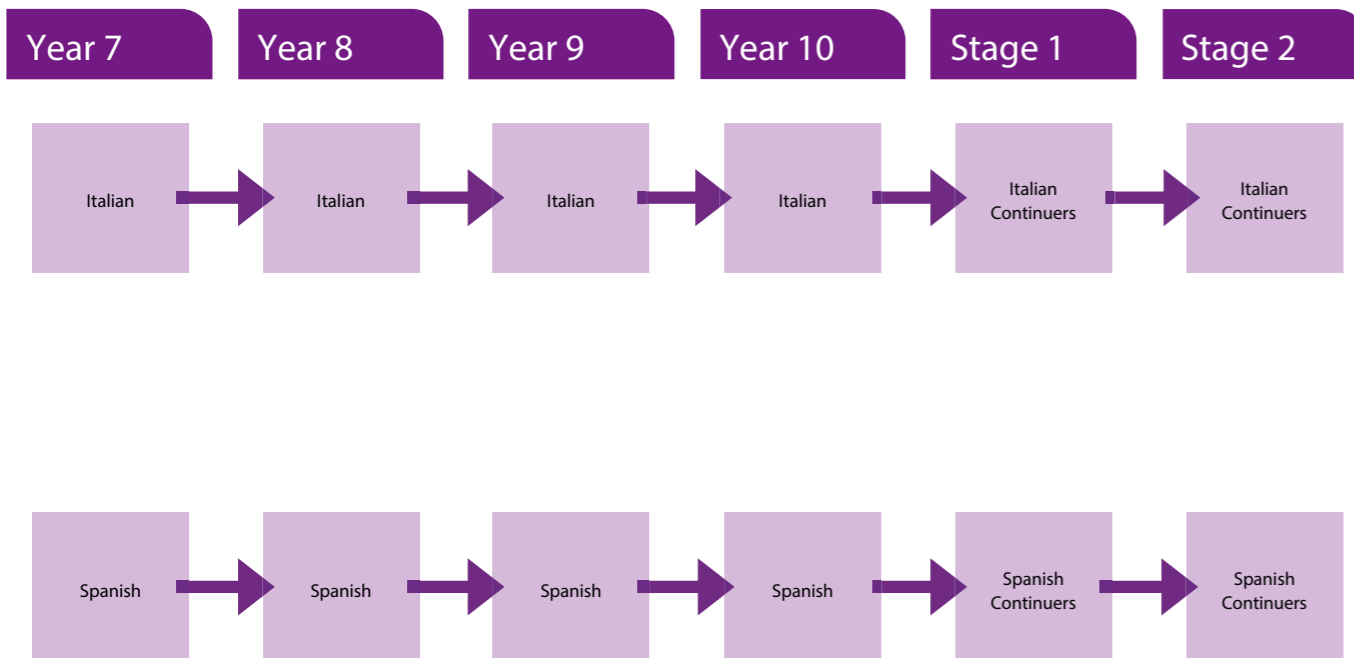 Year 7
Year 8
Year 9
Year 10
Stage 1
Stage 2
Italian
Italian
Italian
Italian
Italian
Continuers
Italian
Continuers
Spanish
Spanish
Spanish
Spanish
Spanish
Continuers
Spanish
Continuers